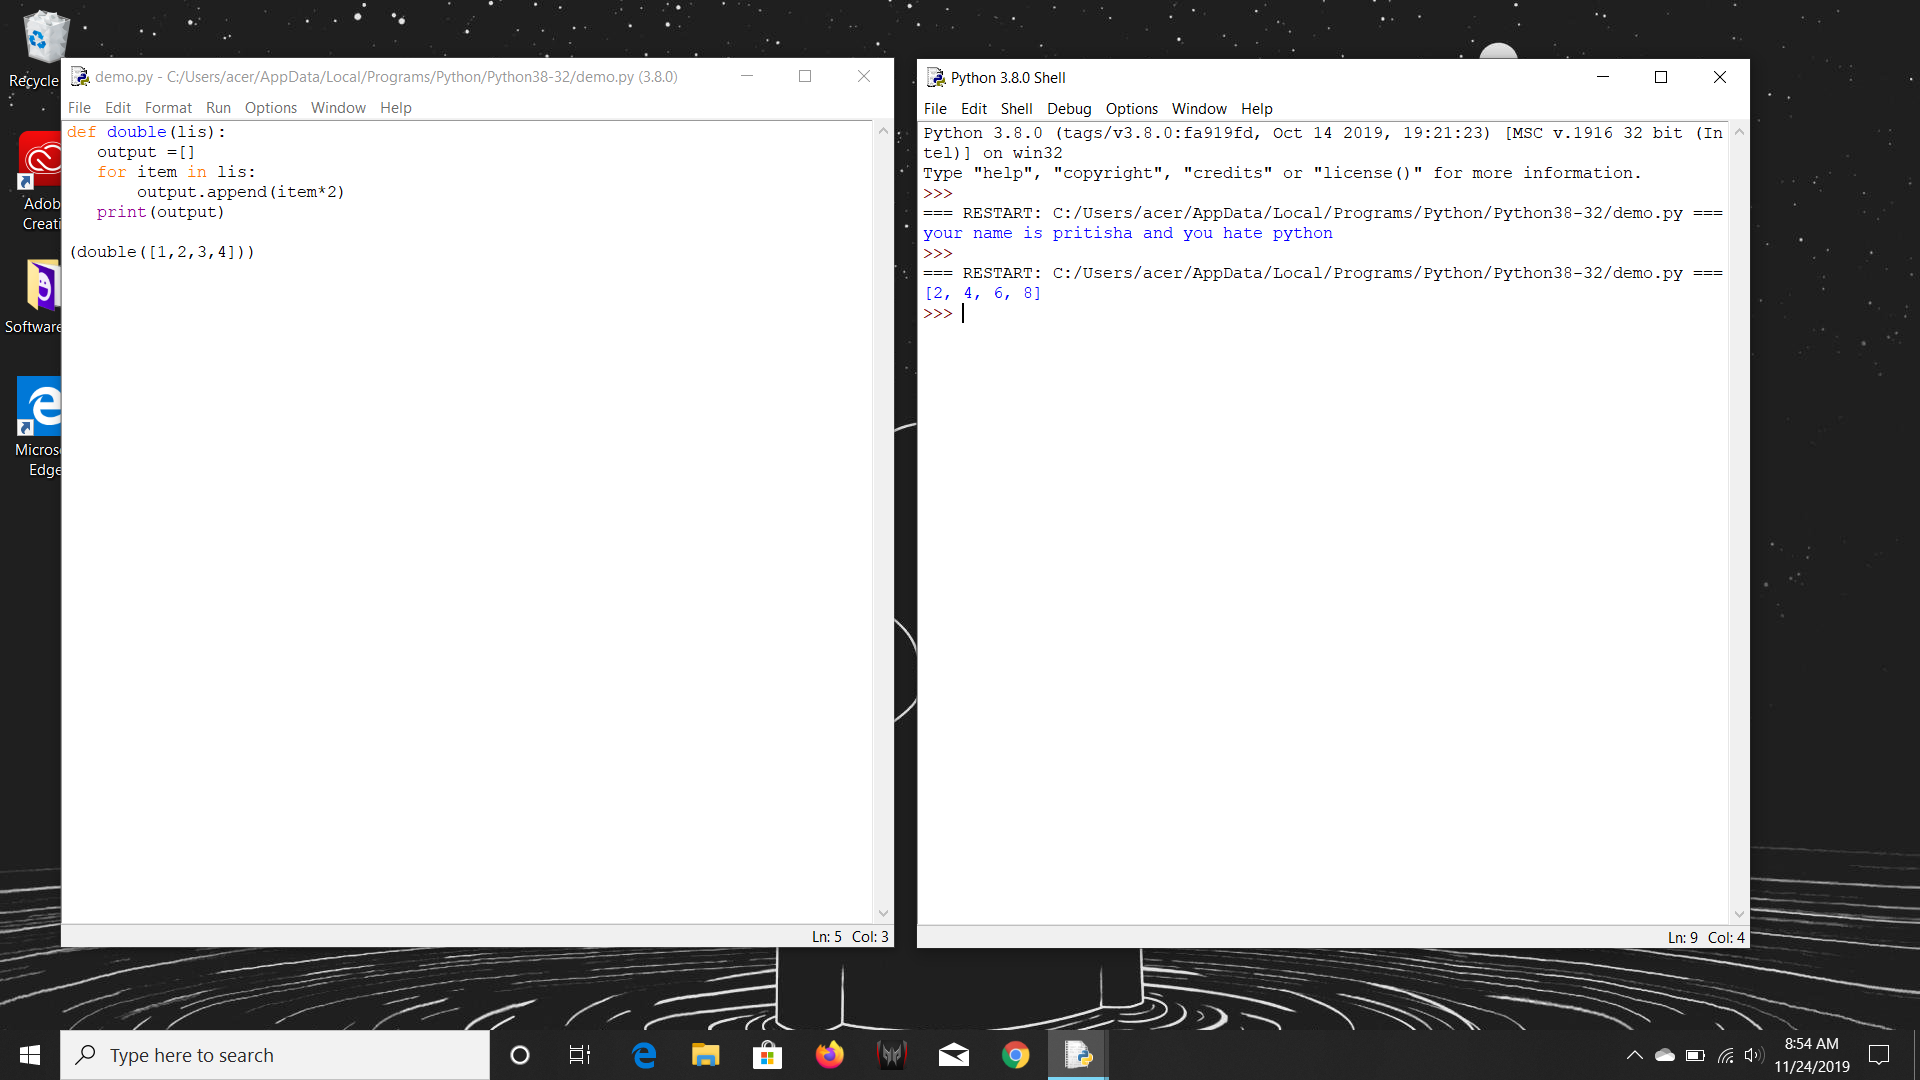 Recycle
Adob
Creati
Software
Micros
Edge
demo.py - C:/Users/acer/AppData/Local/Programs/Python/Python38-32/demo.py (3.8.0)
File Edit Format Run Options Window Help
def double(lis):
   output =[]
   for item in lis:
       output.append(item*2)
   print(output)
(double([1,2,3,4]))
Ln: 5 Col: 3
Python 3.8.0 Shell
File Edit Shell Debug Options Window Help
Python 3.8.0 (tags/v3.8.0:fa919fd, Oct 14 2019, 19:21:23) [MSC v.1916 32 bit (In
tel)] on win32
Type "help", "copyright", "credits" or "license()" for more information.
>>>
=== RESTART: C:/Users/acer/AppData/Local/Programs/Python/Python38-32/demo.py ===
your name is pritisha and you hate python
>>>
=== RESTART: C:/Users/acer/AppData/Local/Programs/Python/Python38-32/demo.py ===
[2, 4, 6, 8]
>>>
Ln: 9 Col: 4
Type here to search
8:54 AM
11/24/2019